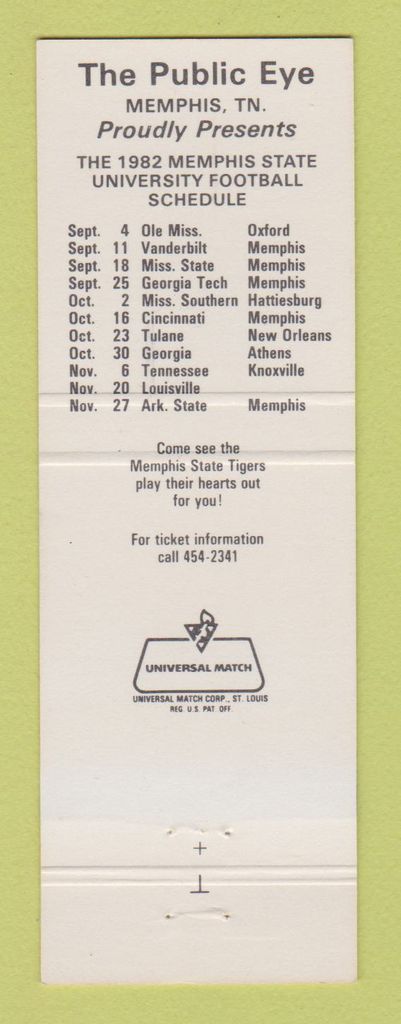 The Public Eye
MEMPHIS, TN.
Proudly Presents
THE 1982 MEMPHIS STATE
UNIVERSITY FOOTBALL
SCHEDULE
Sept. 4 Ole Miss. Oxford
Sept. 11 Vanderbilt Memphis
Sept. 18 Miss. State Memphis
Sept. 25 Georgia Tech Memphis
Oct. 2 Miss. Southern Hattiesburg
Oct. 16 Cincinnati Memphis
Oct. 23 Tulane New Orleans
Oct. 30 Georgia Athens
Nov. 6 Tennessee Knoxville
Nov. 20 Louisville
Nov. 27 Ark. State Memphis
Come see the
Memphis State Tigers
play their hearts out
for you!
For ticket information
call 454-2341
UNIVERSAL MATCH
UNIVERSAL MATCH CORP., ST. LOUIS
REG. U.S. PAT. OFF.